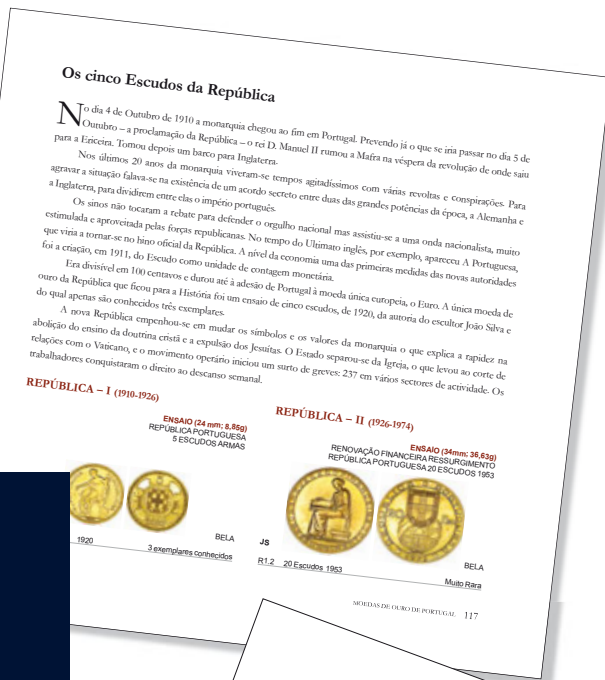 Os cinco Escudos da República
No dia 4 de Outubro de 1910 a monarquia chegou ao fim em Portugal. Prevendo já o que se iria passar no dia 5 de
Outubro – a proclamação da República – o rei D. Manuel II rumou a Mafra na véspera da revolução de onde saiu
para a Ericeira. Tomou depois um barco para Inglaterra.
Nos últimos 20 anos da monarquia viveram-se tempos agitadíssimos com várias revoltas e conspirações. Para
agravar a situação falava-se na existência de um acordo secreto entre duas das grandes potências da época, a Alemanha e
a Inglaterra, para dividirem entre elas o império português.
Os sinos não tocaram a rebate para defender o orgulho nacional mas assistiu-se a uma onda nacionalista, muito
estimulada e aproveitada pelas forças republicanas. No tempo do Ultimato inglês, por exemplo, apareceu A Portuguesa,
que viria a tornar-se no hino oficial da República. A nível da economia uma das primeiras medidas das novas autoridades
foi a criação, em 1911, do Escudo como unidade de contagem monetária.
Era divisível em 100 centavos e durou até à adesão de Portugal à moeda única europeia, o Euro. A única moeda de
ouro da República que ficou para a História foi um ensaio de cinco escudos, de 1920, da autoria do escultor João Silva e
do qual apenas são conhecidos três exemplares.
A nova República empenhou-se em mudar os símbolos e os valores da monarquia o que explica a rapidez na
abolição do ensino da doutrina cristã e a expulsão dos Jesuítas. O Estado separou-se da Igreja, o que levou ao corte de
relações com o Vaticano, e o movimento operário iniciou um surto de greves: 237 em vários sectores de actividade. Os
trabalhadores conquistaram o direito ao descanso semanal.
REPÚBLICA – I (1910-1926)
ENSAIO (24 mm; 8,85g)
REPÚBLICA PORTUGUESA
5 ESCUDOS ARMAS
BELA
1920
3 exemplares conhecidos
REPÚBLICA – II (1926-1974)
ENSAIO (34mm; 36,63g)
RENOVAÇÃO FINANCEIRA RESSURGIMENTO
REPÚBLICA PORTUGUESA 20 ESCUDOS 1953
JS
BELA
R1.2 20 Escudos 1953
Muito Rara
MOEDAS DE OURO DE PORTUGAL 117